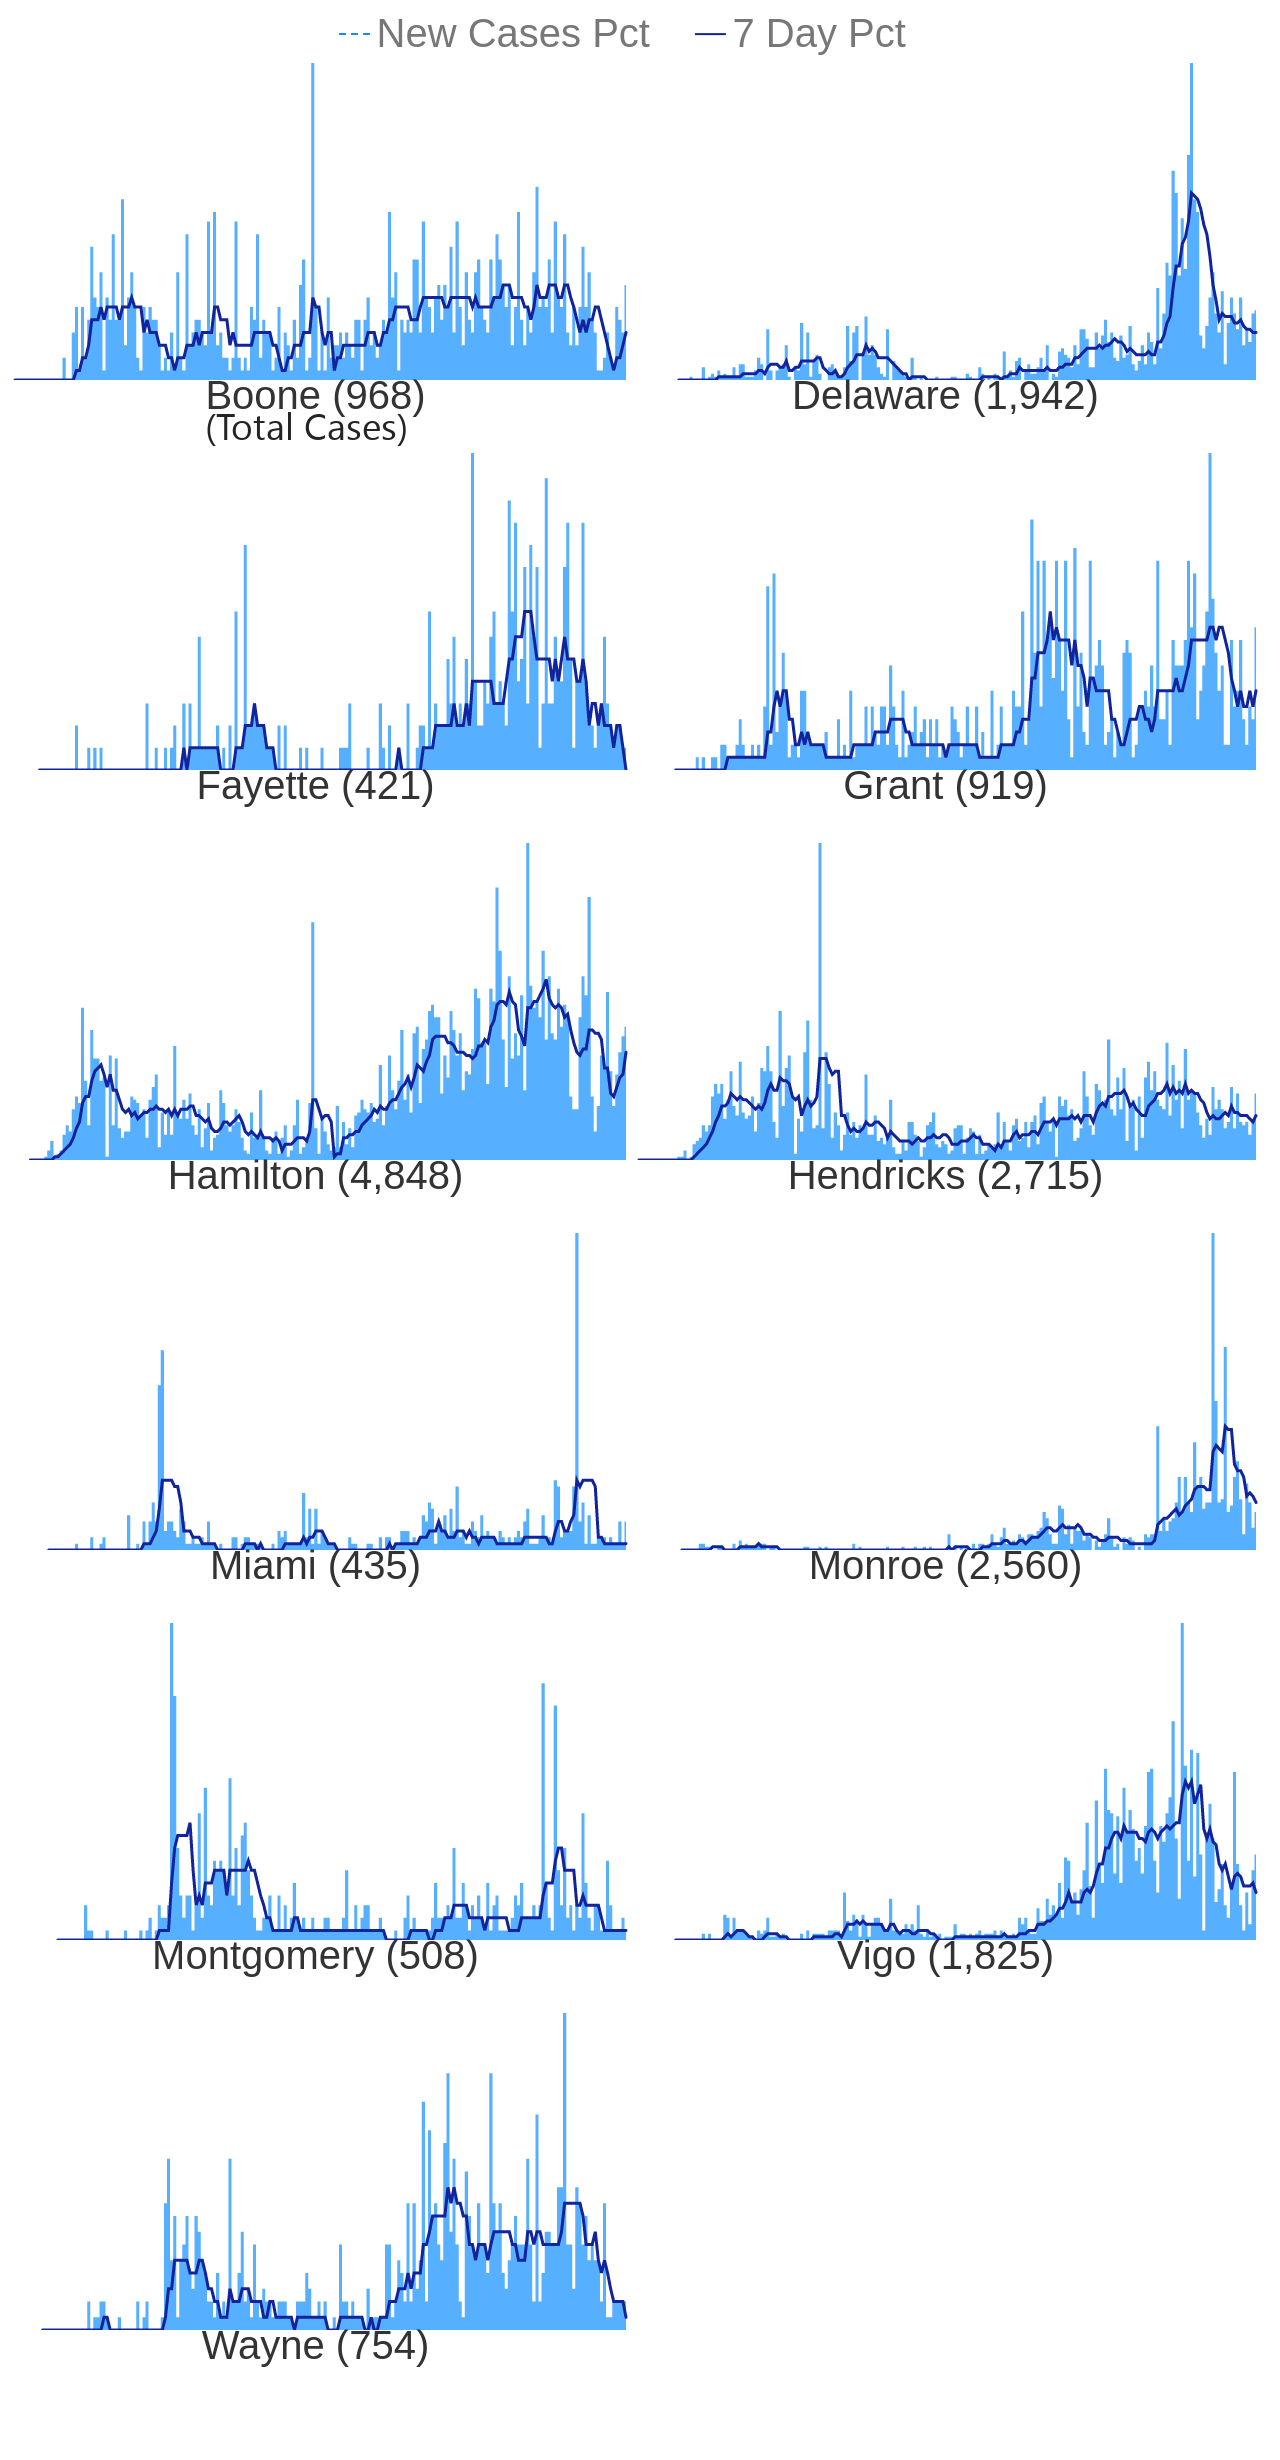 New Cases Pct 7 Day Pct
Boone (968) Delaware (1,942)
(Total Cases)
Fayette (421) Grant (919)
Hamilton (4,848) Hendricks (2,715)
Miami (435) Monroe (2,560)
Montgomery (508) Vigo (1,825)
Wayne (754)